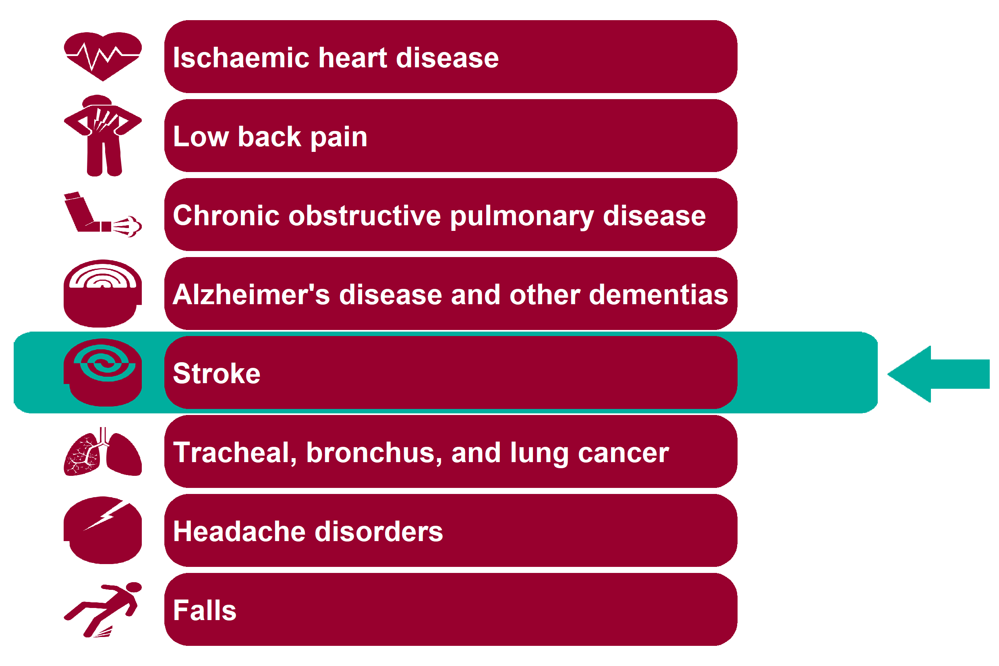 Ischaemic heart disease
Low back pain
Chronic obstructive pulmonary disease
Alzheimer's disease and other dementias
Stroke
Tracheal, bronchus, and lung cancer
Headache disorders
Falls